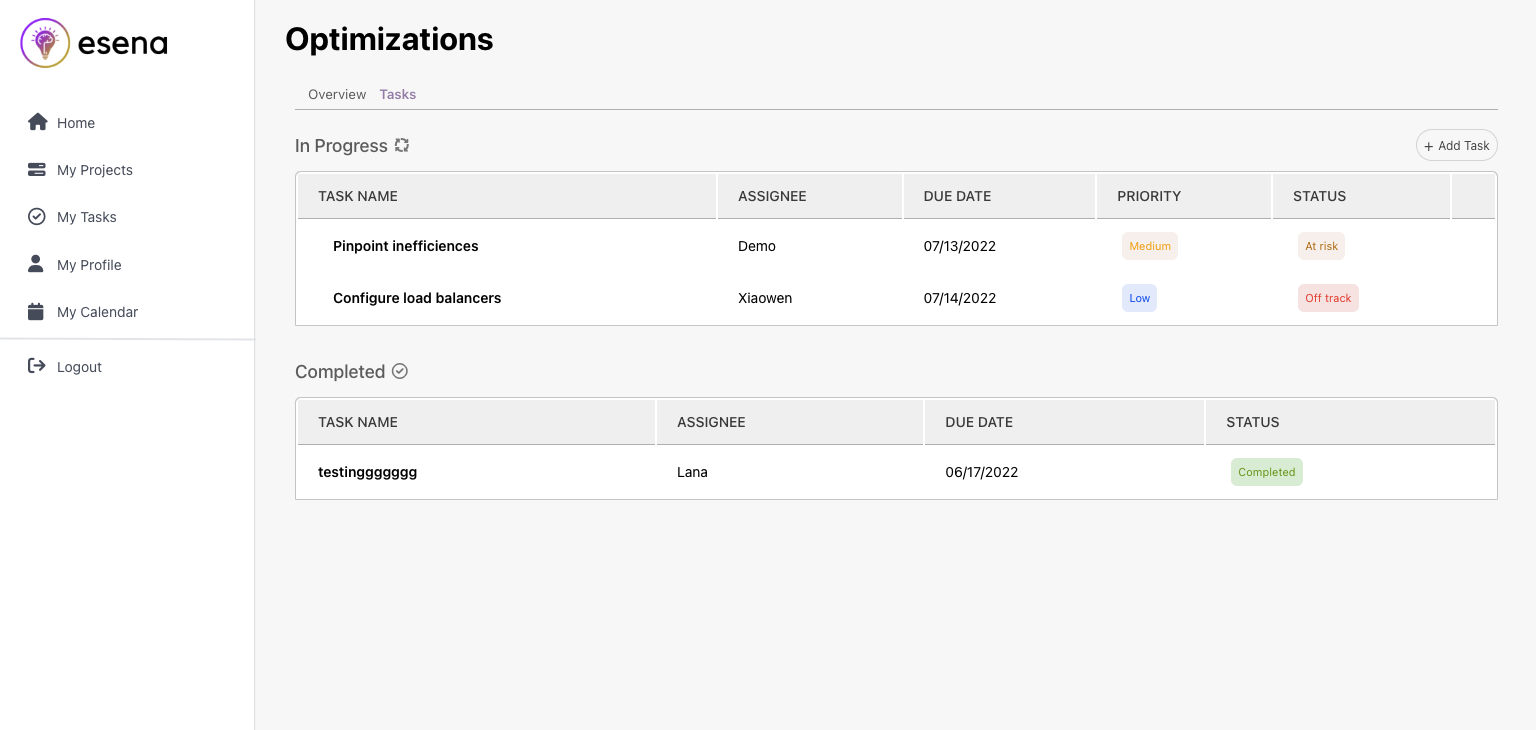 esena
Home
My Projects
My Tasks
My Profile
My Calendar
Logout
Optimizations
Overview Tasks
In Progress
+ Add Task
TASK NAME ASSIGNEE DUE DATE PRIORITY STATUS
Pinpoint inefficiences Demo 07/13/2022 Medium At risk
Configure load balancers Xiaowen 07/14/2022 Low Off track
Completed
TASK NAME ASSIGNEE DUE DATE STATUS
testinggggggg Lana 06/17/2022 Completed